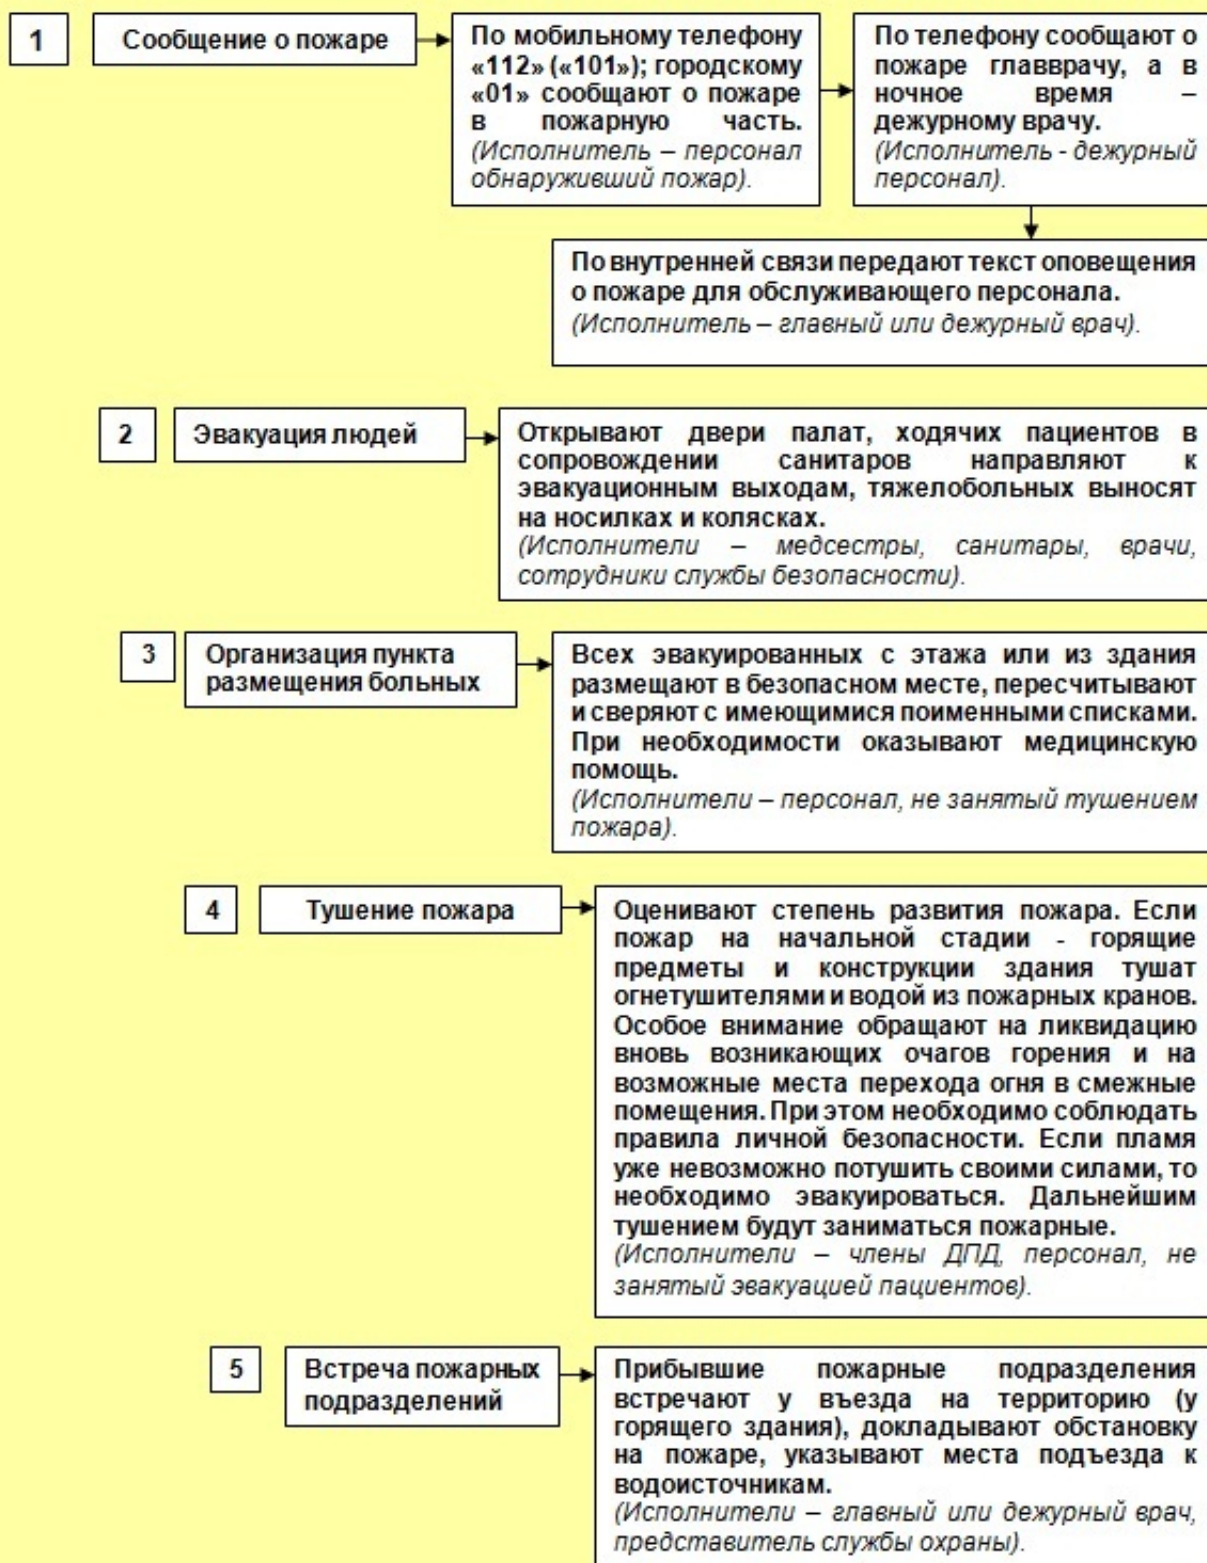 1
Сообщение о пожаре
По мобильному телефону
«112» («101»); городскому
«01» сообщают о пожаре
в пожарную часть.
(Исполнитель – персонал
обнаруживший пожар).
По телефону сообщают о
пожаре главврачу, а в
ночное время –
дежурному врачу.
(Исполнитель - дежурный
персонал).
По внутренней связи передают текст оповещения
о пожаре для обслуживающего персонала.
(Исполнитель – главный или дежурный врач).
2
Эвакуация людей
Открывают двери палат, ходячих пациентов в
сопровождении санитаров направляют к
эвакуационным выходам, тяжелобольных выносят
на носилках и колясках.
(Исполнители – медсестры, санитары, врачи,
сотрудники службы безопасности).
3
Организация пункта
размещения больных
Всех эвакуированных с этажа или из здания
размещают в безопасном месте, пересчитывают
и сверяют с имеющимися поименными списками.
При необходимости оказывают медицинскую
помощь.
(Исполнители – персонал, не занятый тушением
пожара).
4
Тушение пожара
Оценивают степень развития пожара. Если
пожар на начальной стадии - горящие
предметы и конструкции здания тушат
огнетушителями и водой из пожарных кранов.
Особое внимание обращают на ликвидацию
вновь возникающих очагов горения и на
возможные места перехода огня в смежные
помещения. При этом необходимо соблюдать
правила личной безопасности. Если пламя
уже невозможно потушить своими силами, то
необходимо эвакуироваться. Дальнейшим
тушением будут заниматься пожарные.
(Исполнители – члены ДПД, персонал, не
занятый эвакуацией пациентов).
5
Встреча пожарных
подразделений
Прибывшие пожарные подразделения
встречают у въезда на территорию (у
горящего здания), докладывают обстановку
на пожаре, указывают места подъезда к
водоисточникам.
(Исполнители – главный или дежурный врач,
представитель службы охраны).